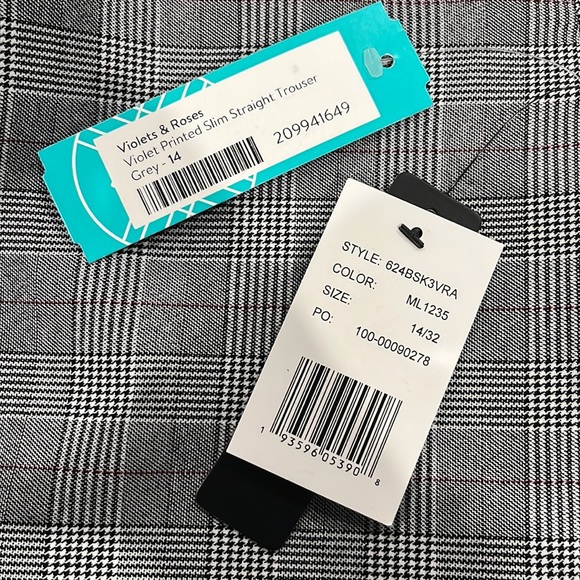 Violets & Roses
Violet Printed Slim Straight Trouser
Grey - 14
209941649
STYLE: 624BSK3VRA
COLOR: ML1235
SIZE: 14/32
PO: 100-00090278
1 93596 05390 8